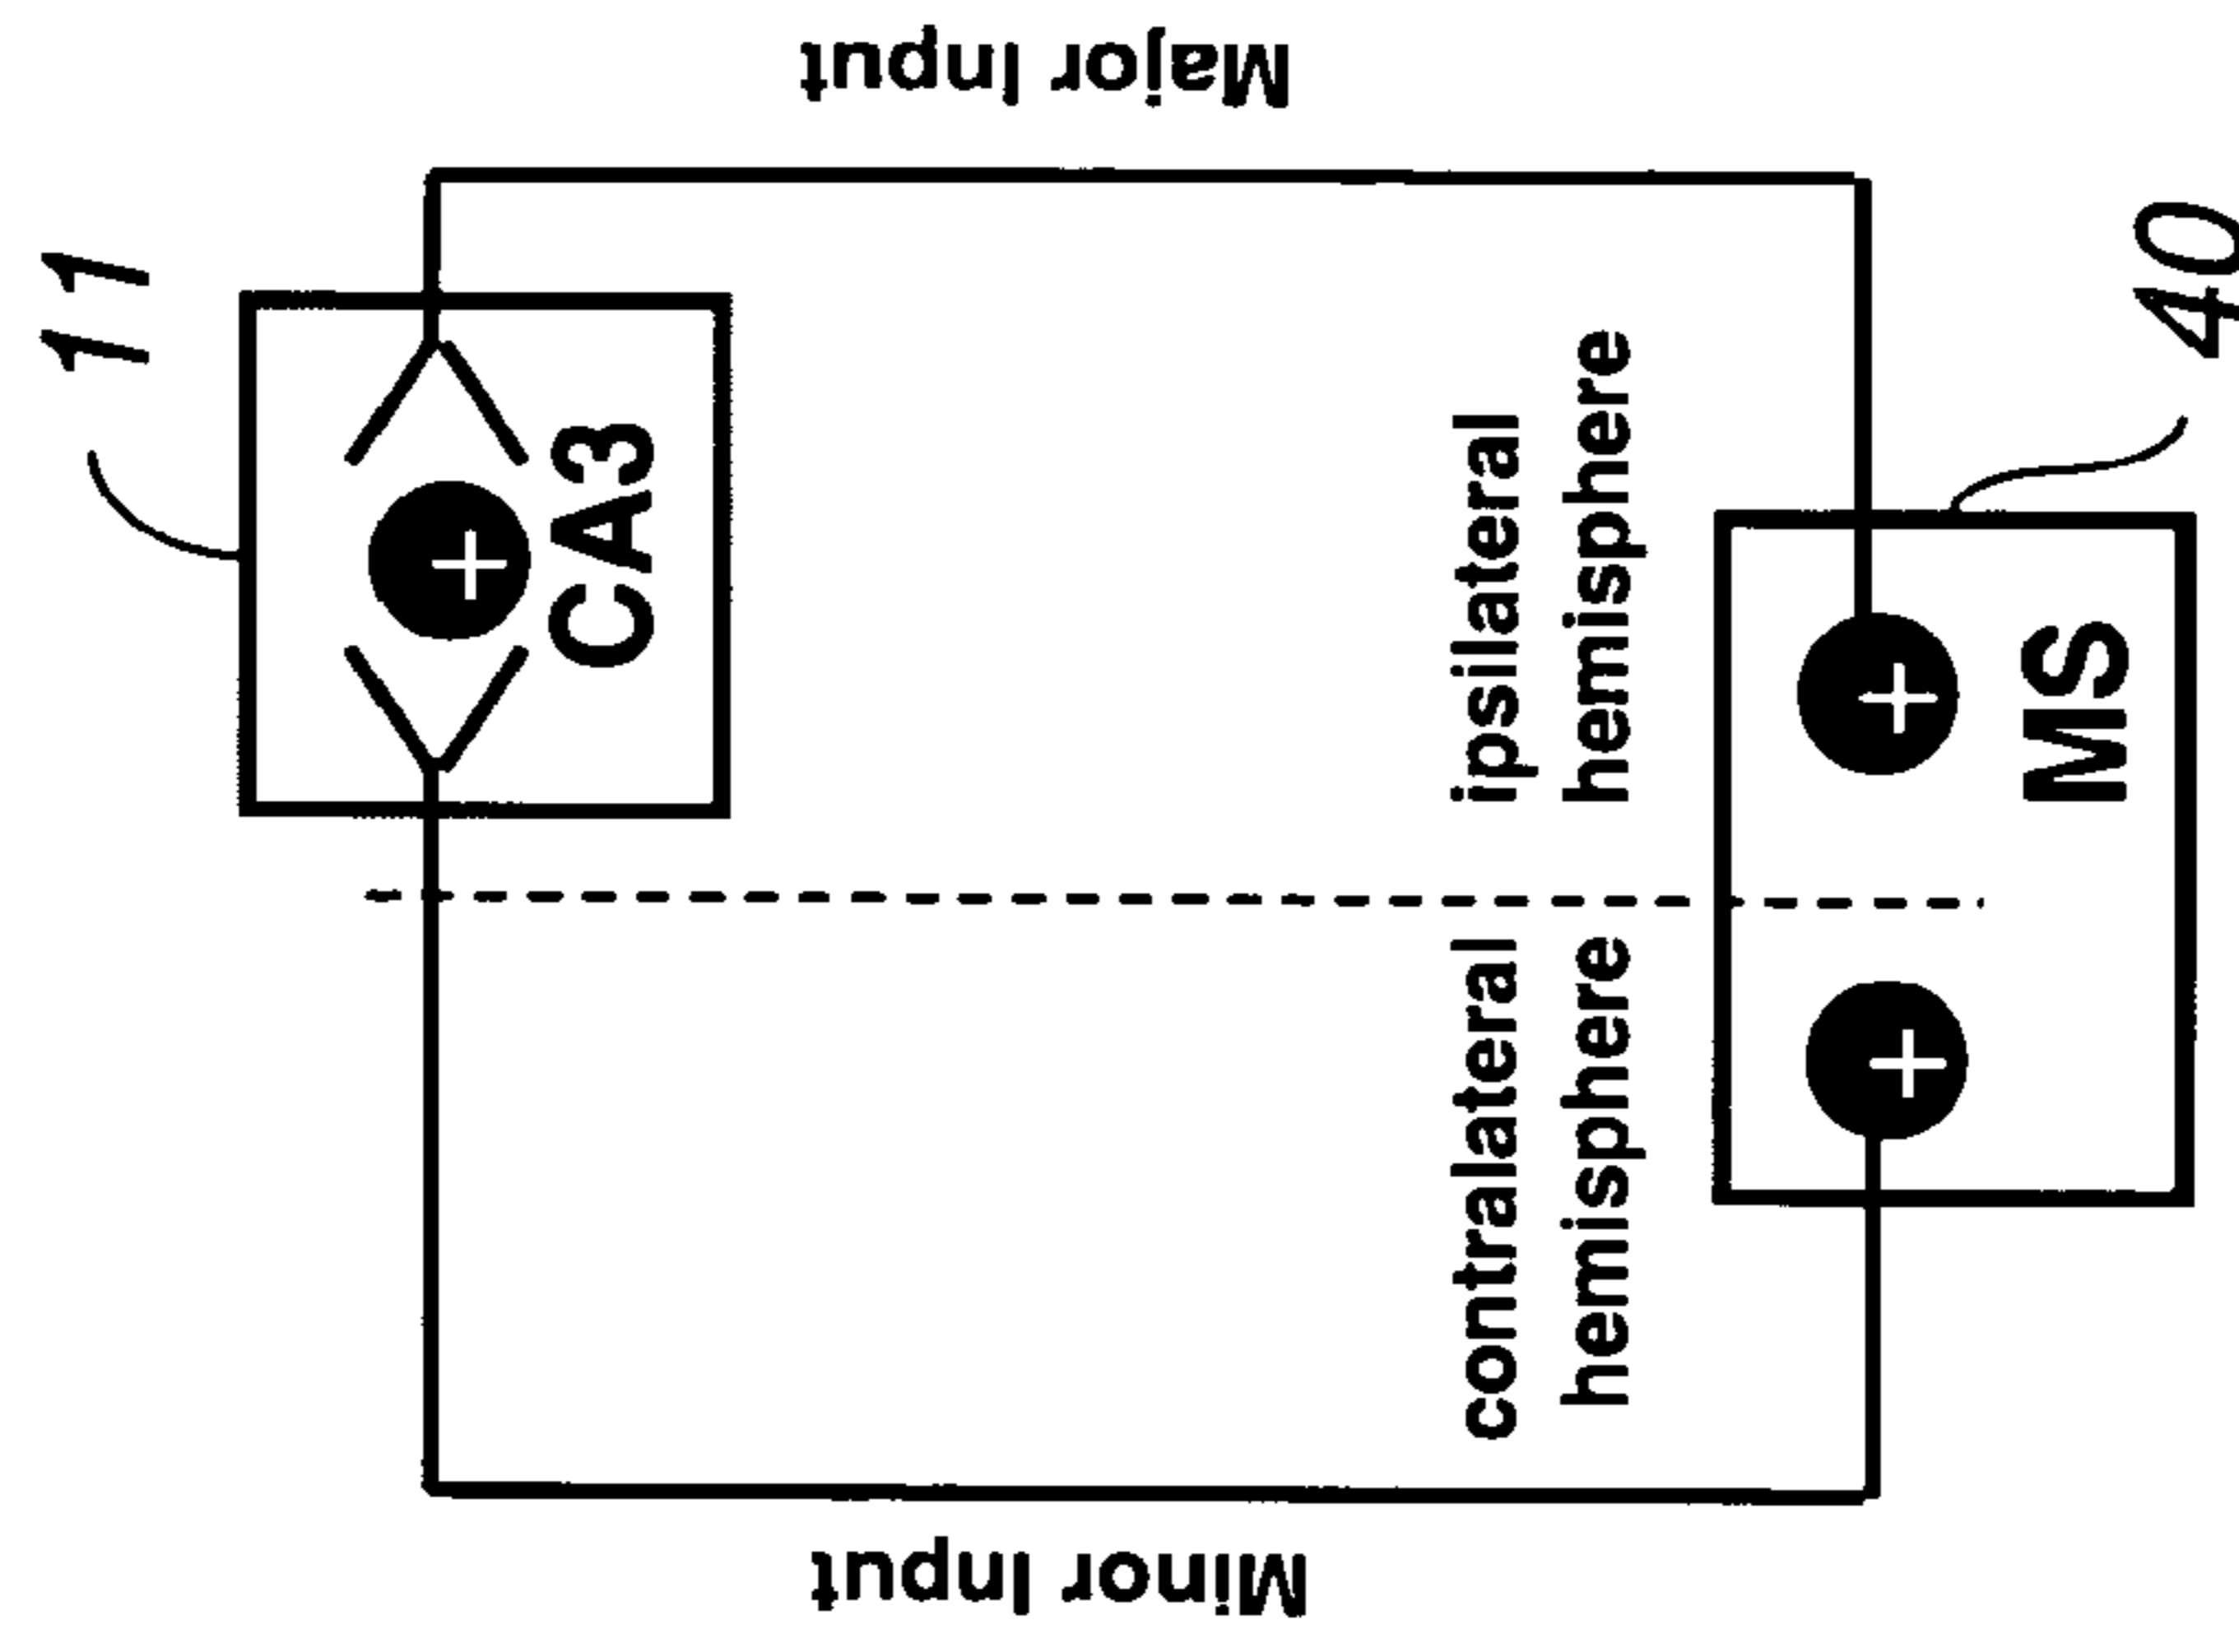 Major Input
11
CA3
ipsilateral
hemisphere
40
MS
contralateral
hemisphere
Minor Input